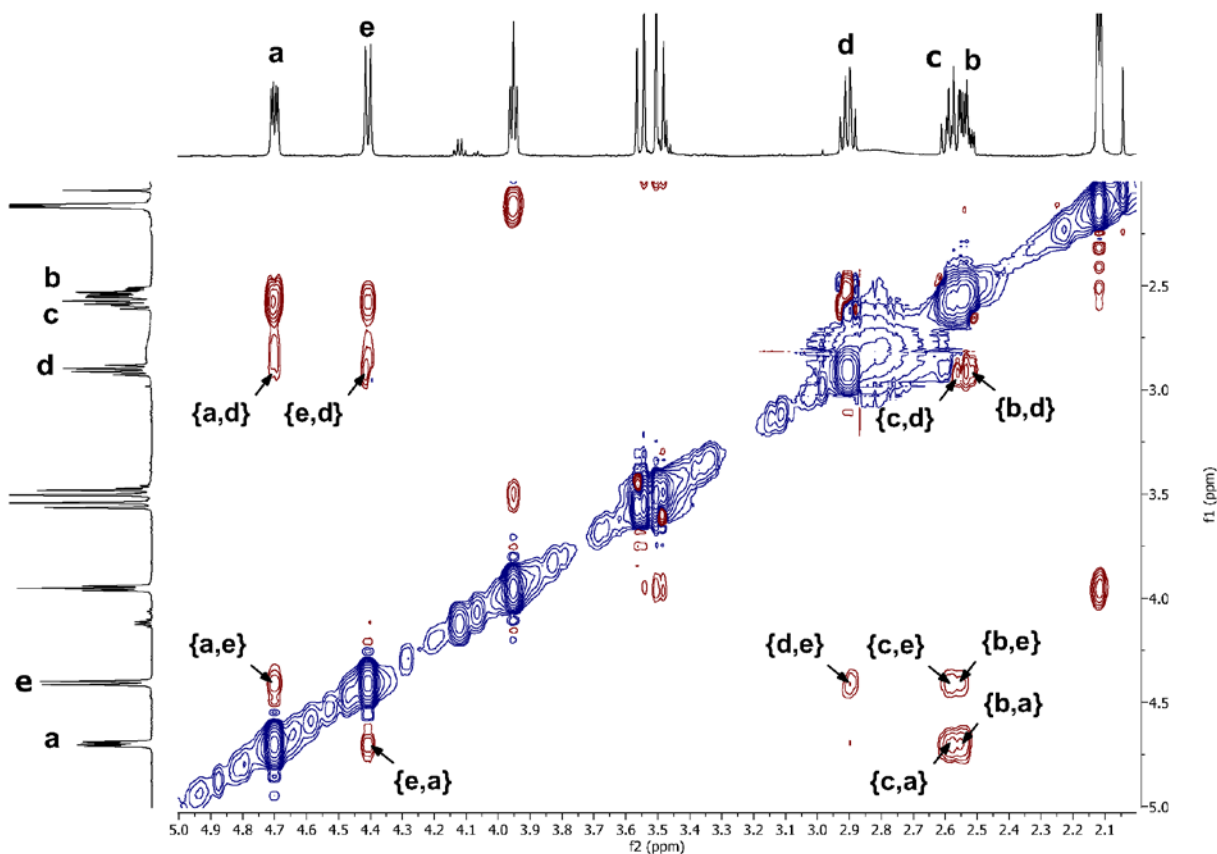 a e d c b
b
c
d
e
a
{a,d} {e,d} {c,d} {b,d}
{a,e} {d,e} {c,e} {b,e}
{b,a}
{e,a} {c,a}
2.5
3.0
3.5
4.0
4.5
5.0
f1 (ppm)
5.0 4.9 4.8 4.7 4.6 4.5 4.4 4.3 4.2 4.1 4.0 3.9 3.8 3.7 3.6 3.5 3.4 3.3 3.2 3.1 3.0 2.9 2.8 2.7 2.6 2.5 2.4 2.3 2.2 2.1
f2 (ppm)